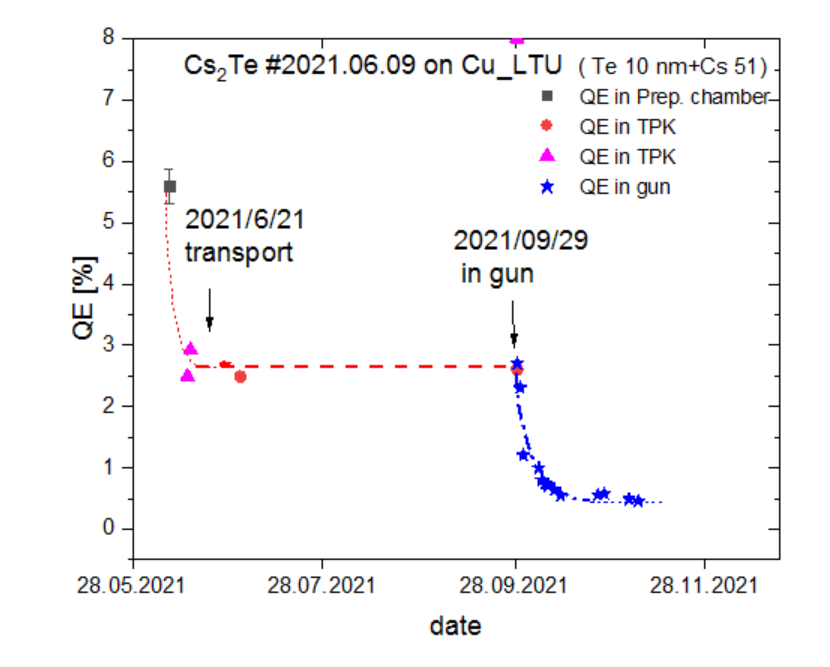 Cs₂Te #2021.06.09 on Cu_LTU ( Te 10 nm+Cs 51)
QE in Prep. chamber
QE in TPK
QE in TPK
QE in gun
2021/6/21
transport
2021/09/29
in gun
QE [%]
8
7
6
5
4
3
2
1
0
28.05.2021 28.07.2021 28.09.2021 28.11.2021
date